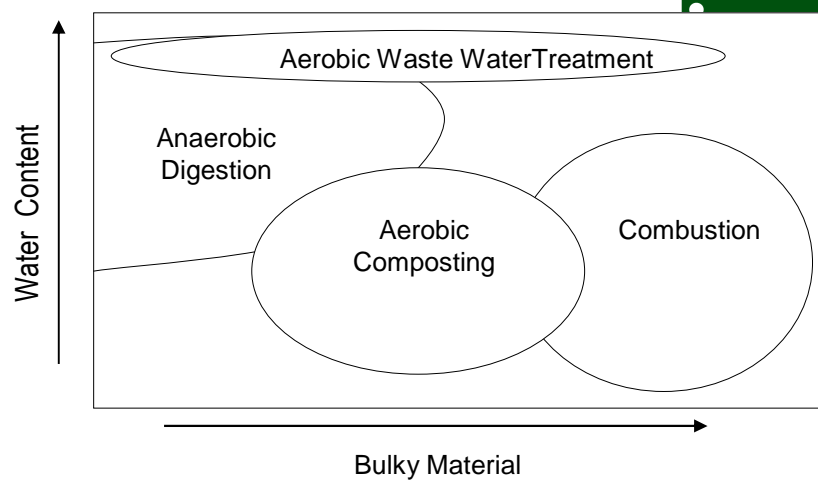 Aerobic Waste WaterTreatment
Anaerobic
Digestion
Aerobic
Composting
Combustion
Water Content
Bulky Material